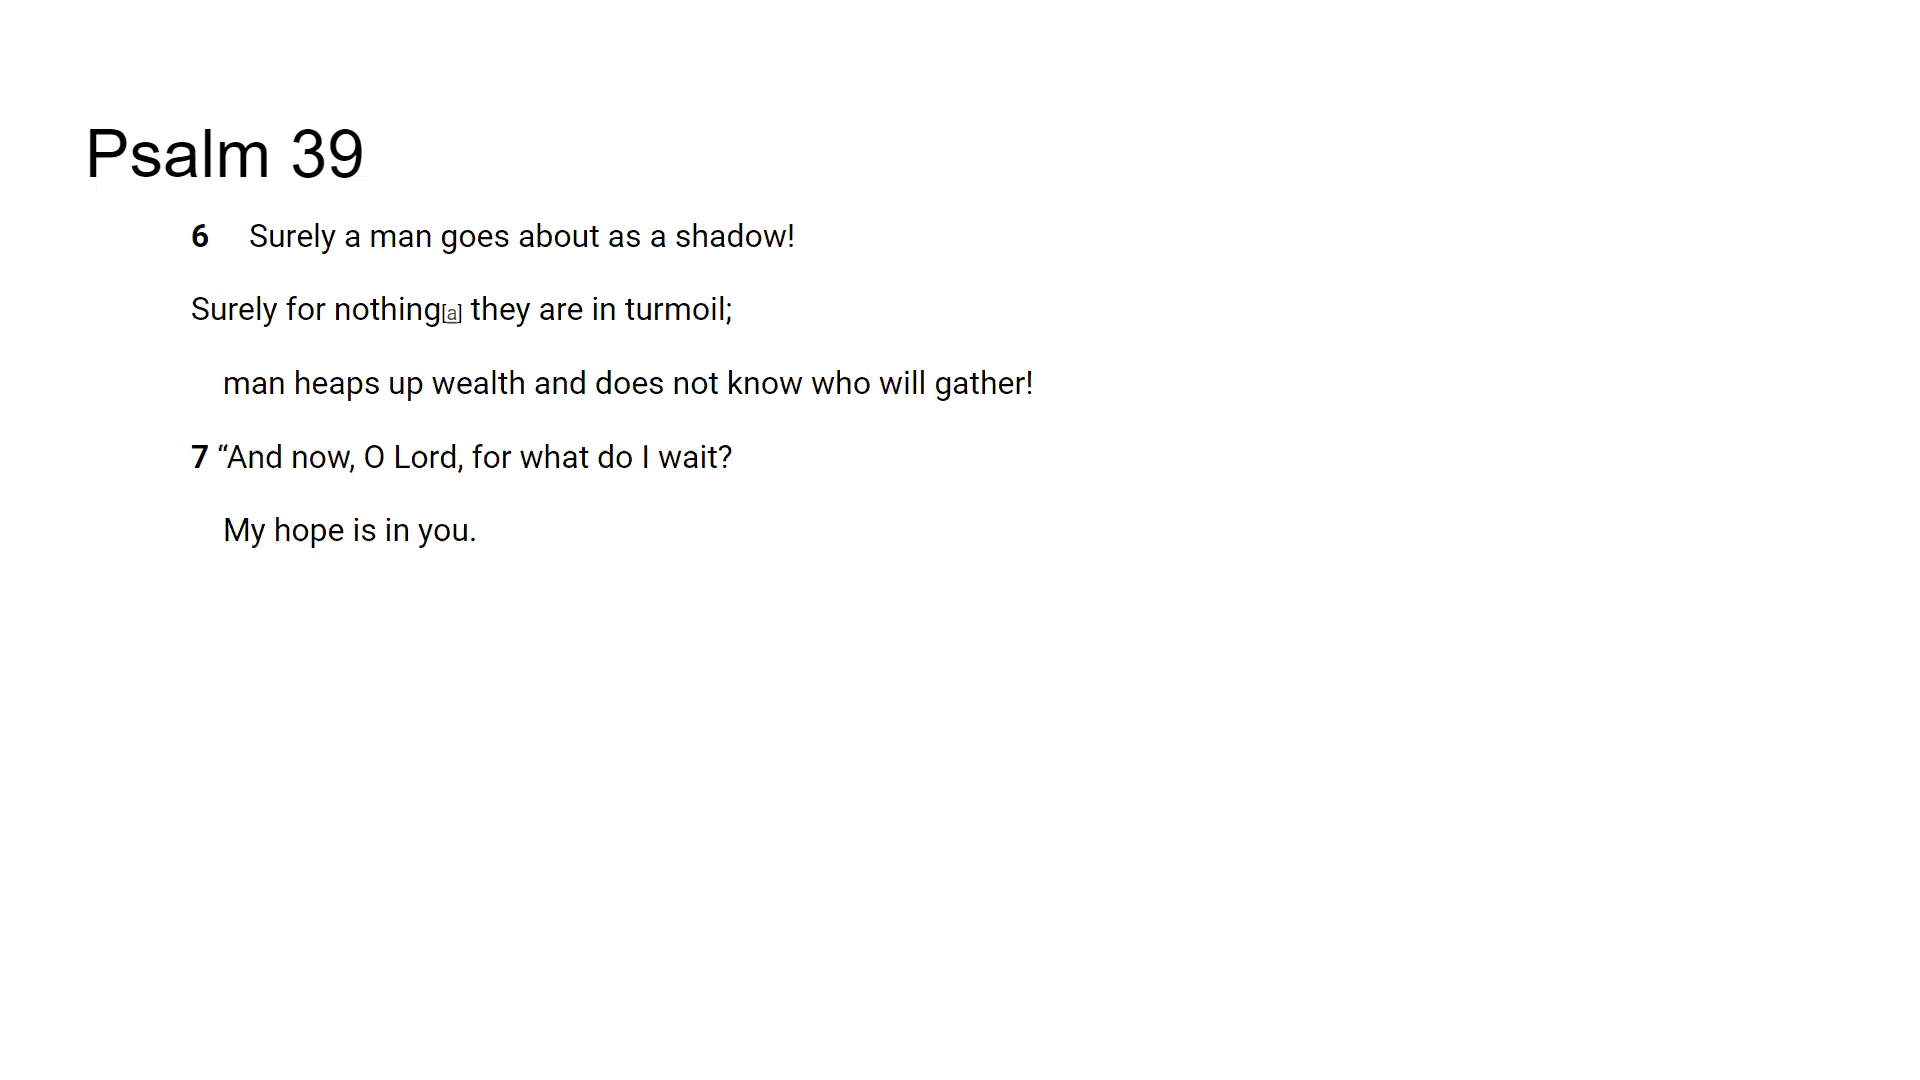 Psalm 39
6 Surely a man goes about as a shadow!
Surely for nothing[a] they are in turmoil;
man heaps up wealth and does not know who will gather!
7 “And now, O Lord, for what do I wait?
My hope is in you.